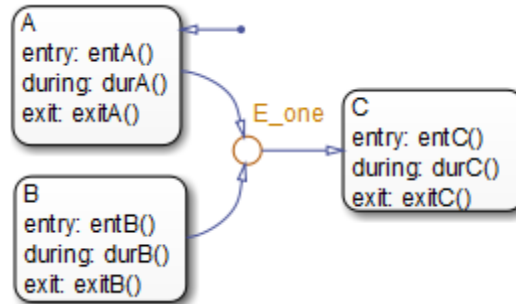 A
entry: entA()
during: durA()
exit: exitA()
E_one
C
entry: entC()
during: durC()
exit: exitC()
B
entry: entB()
during: durB()
exit: exitB()